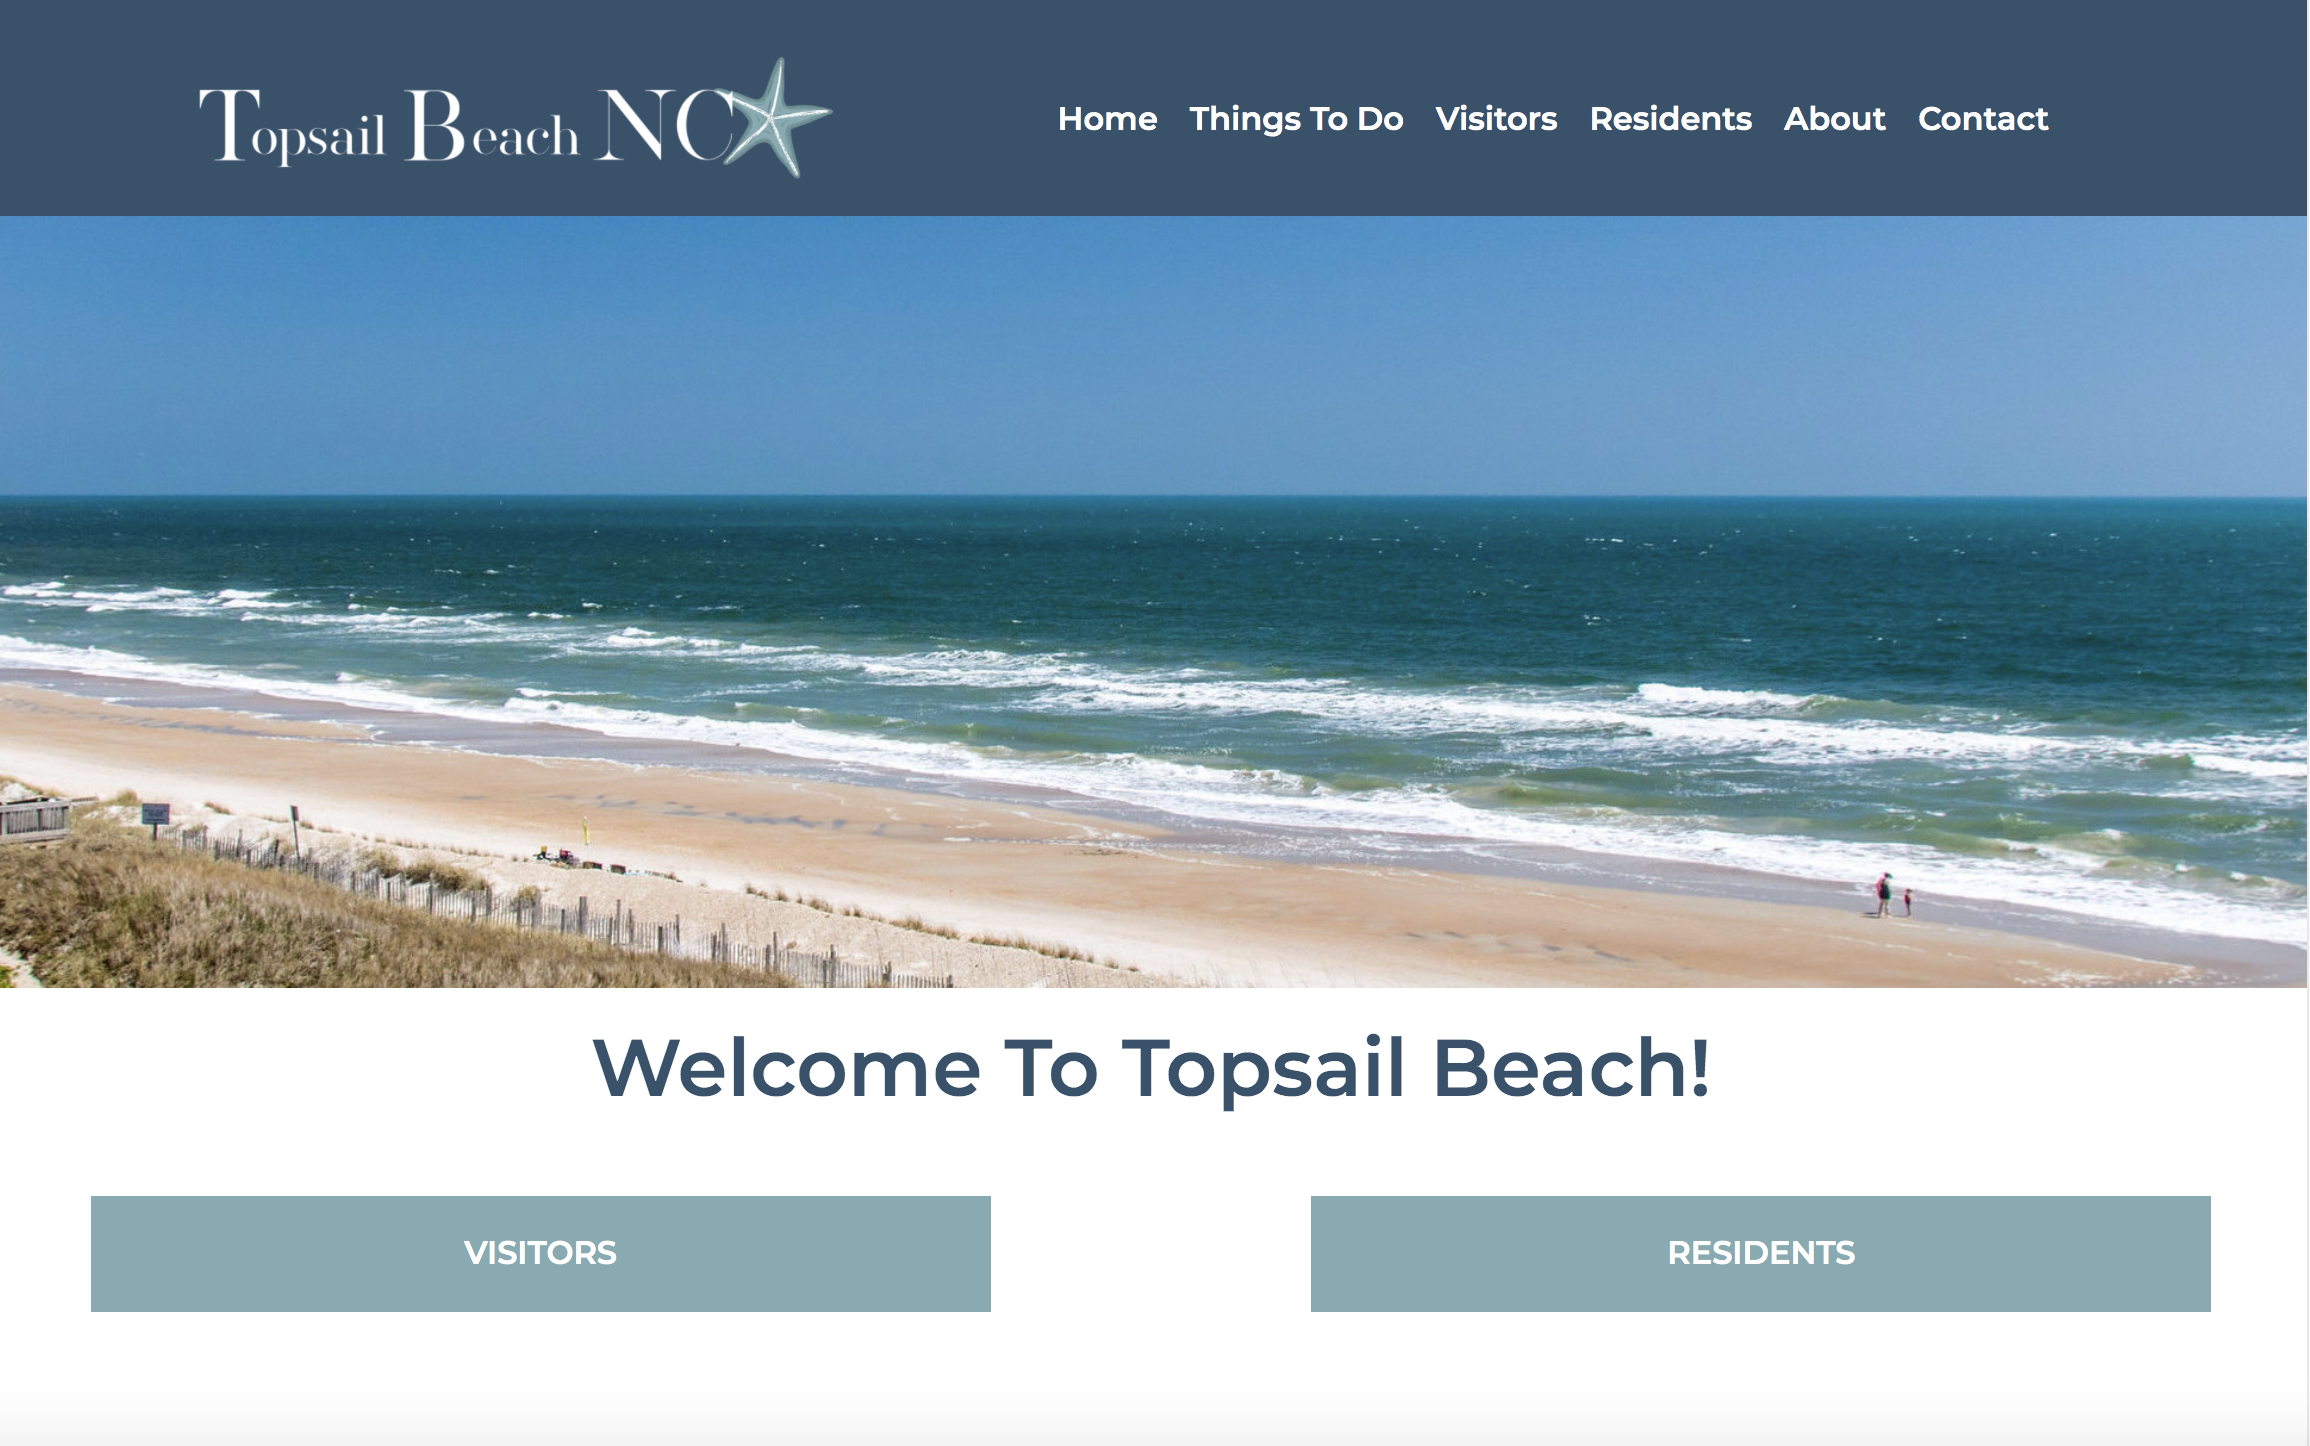 Topsail Beach NC
Home Things To Do Visitors Residents About Contact
Welcome To Topsail Beach!
VISITORS
RESIDENTS